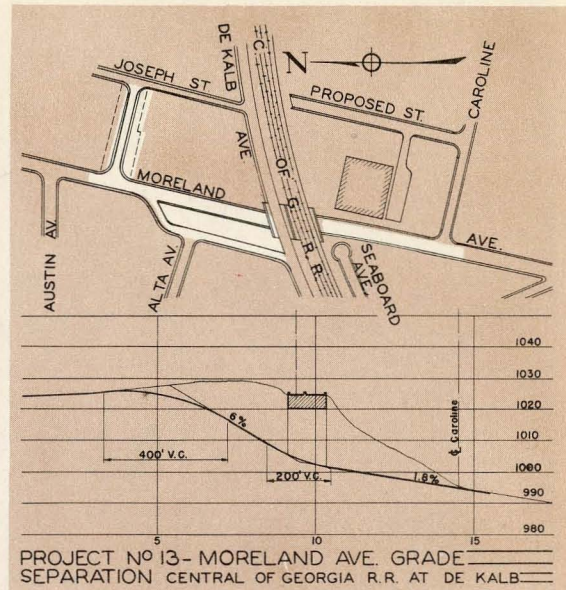 DE KALB
AVE.
C OF G. R. R.
N
CAROLINE
AVE.
JOSEPH ST.
PROPOSED ST.
MORELAND
AUSTIN AV.
ALTA AV.
SEABOARD
AVE.
1040
1030
1020
1010
1000
990
980
6%
400' V.C.
200' V.C.
1.8%
℄ Caroline
5
10
15
PROJECT Nº 13- MORELAND AVE. GRADE
SEPARATION CENTRAL OF GEORGIA R.R. AT DE KALB